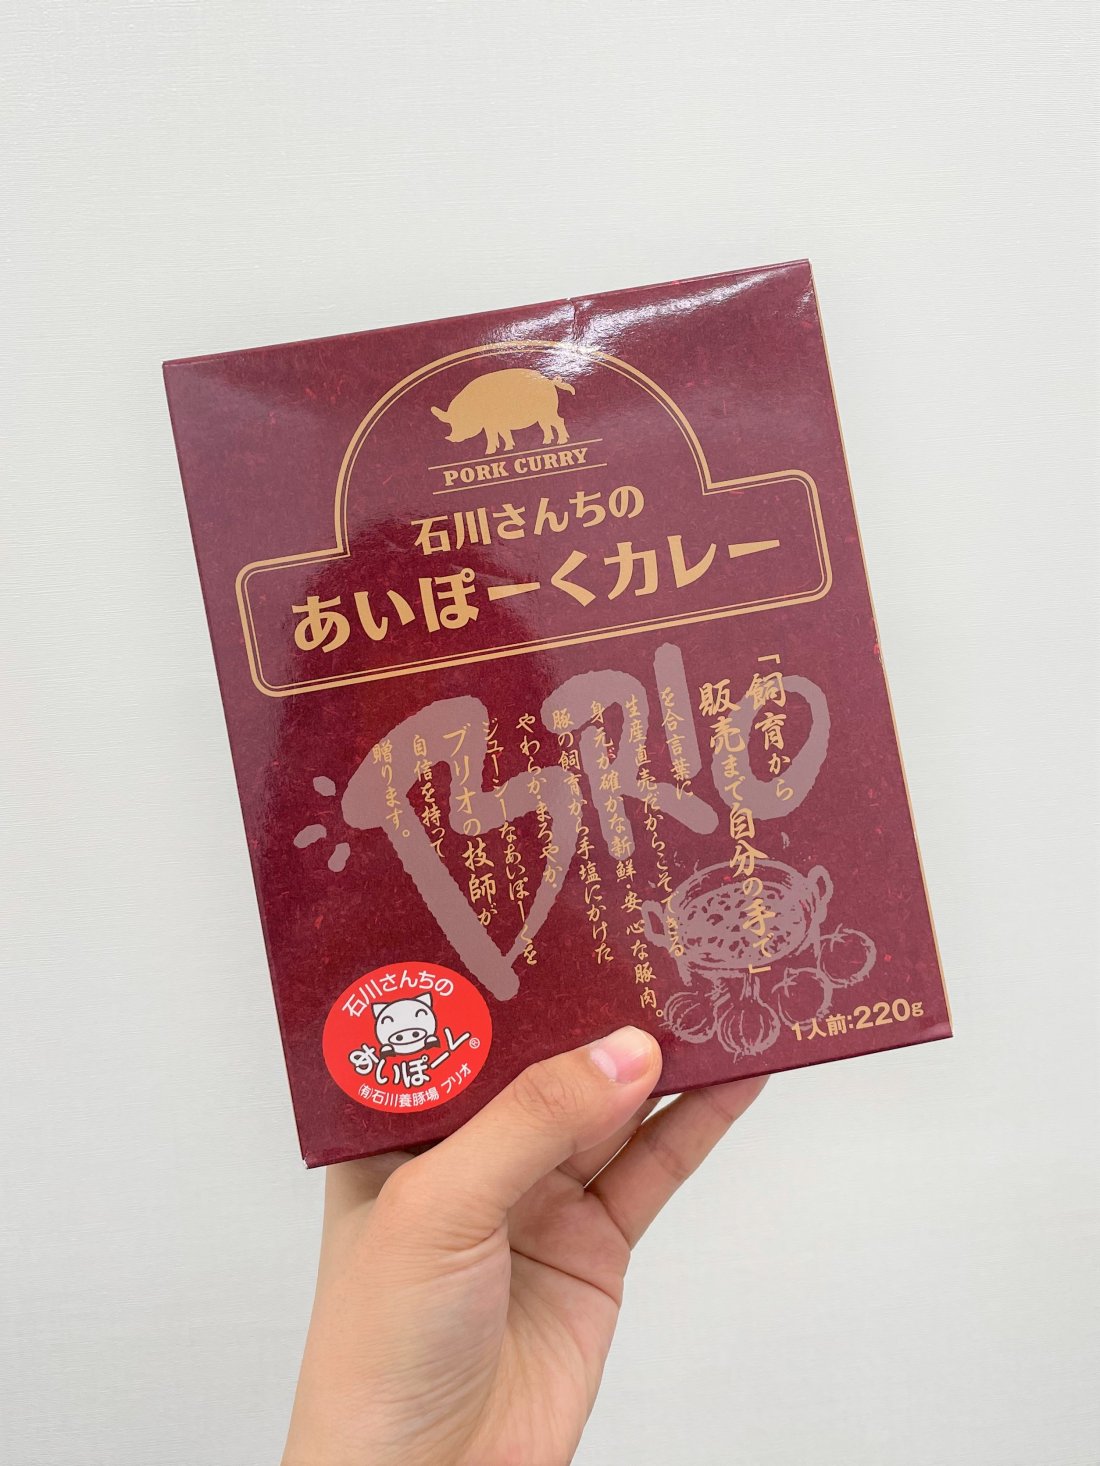 PORK CURRY
石川さんちの
あいぽーくカレー
BRIO
「飼育から
販売まで自分の手で」
を合言葉に
生産直売だからこそできる
身元が確かな新鮮・安心な豚肉。
豚の飼育から手塩にかけた
やわらか・まろやか・
ジューシーなあいぽーくを
ブリオの技師が
自信を持って
贈ります。
1人前:220g
石川さんちの
あいぽーく®
(有)石川養豚場 ブリオ